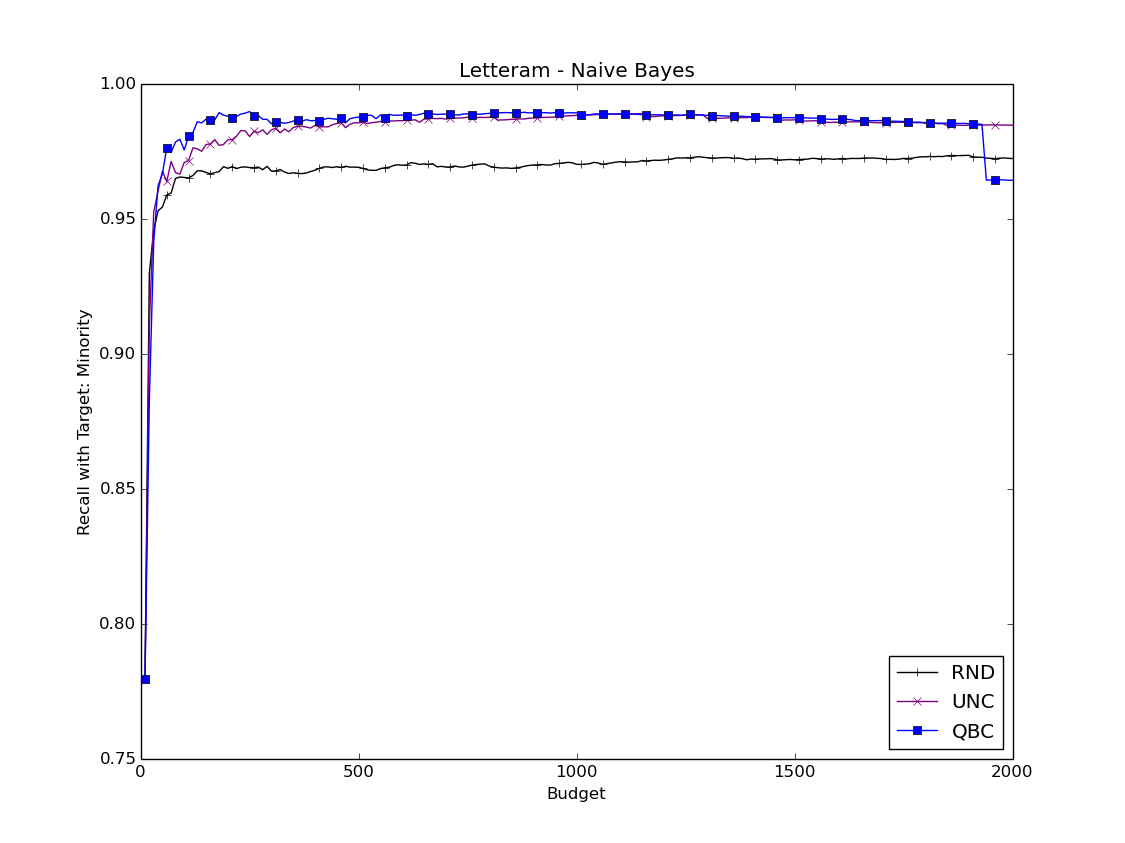 Letteram - Naive Bayes
1.00
0.95
0.90
0.85
0.80
0.75
Recall with Target: Minority
0
500
1000
1500
2000
Budget
RND
UNC
QBC